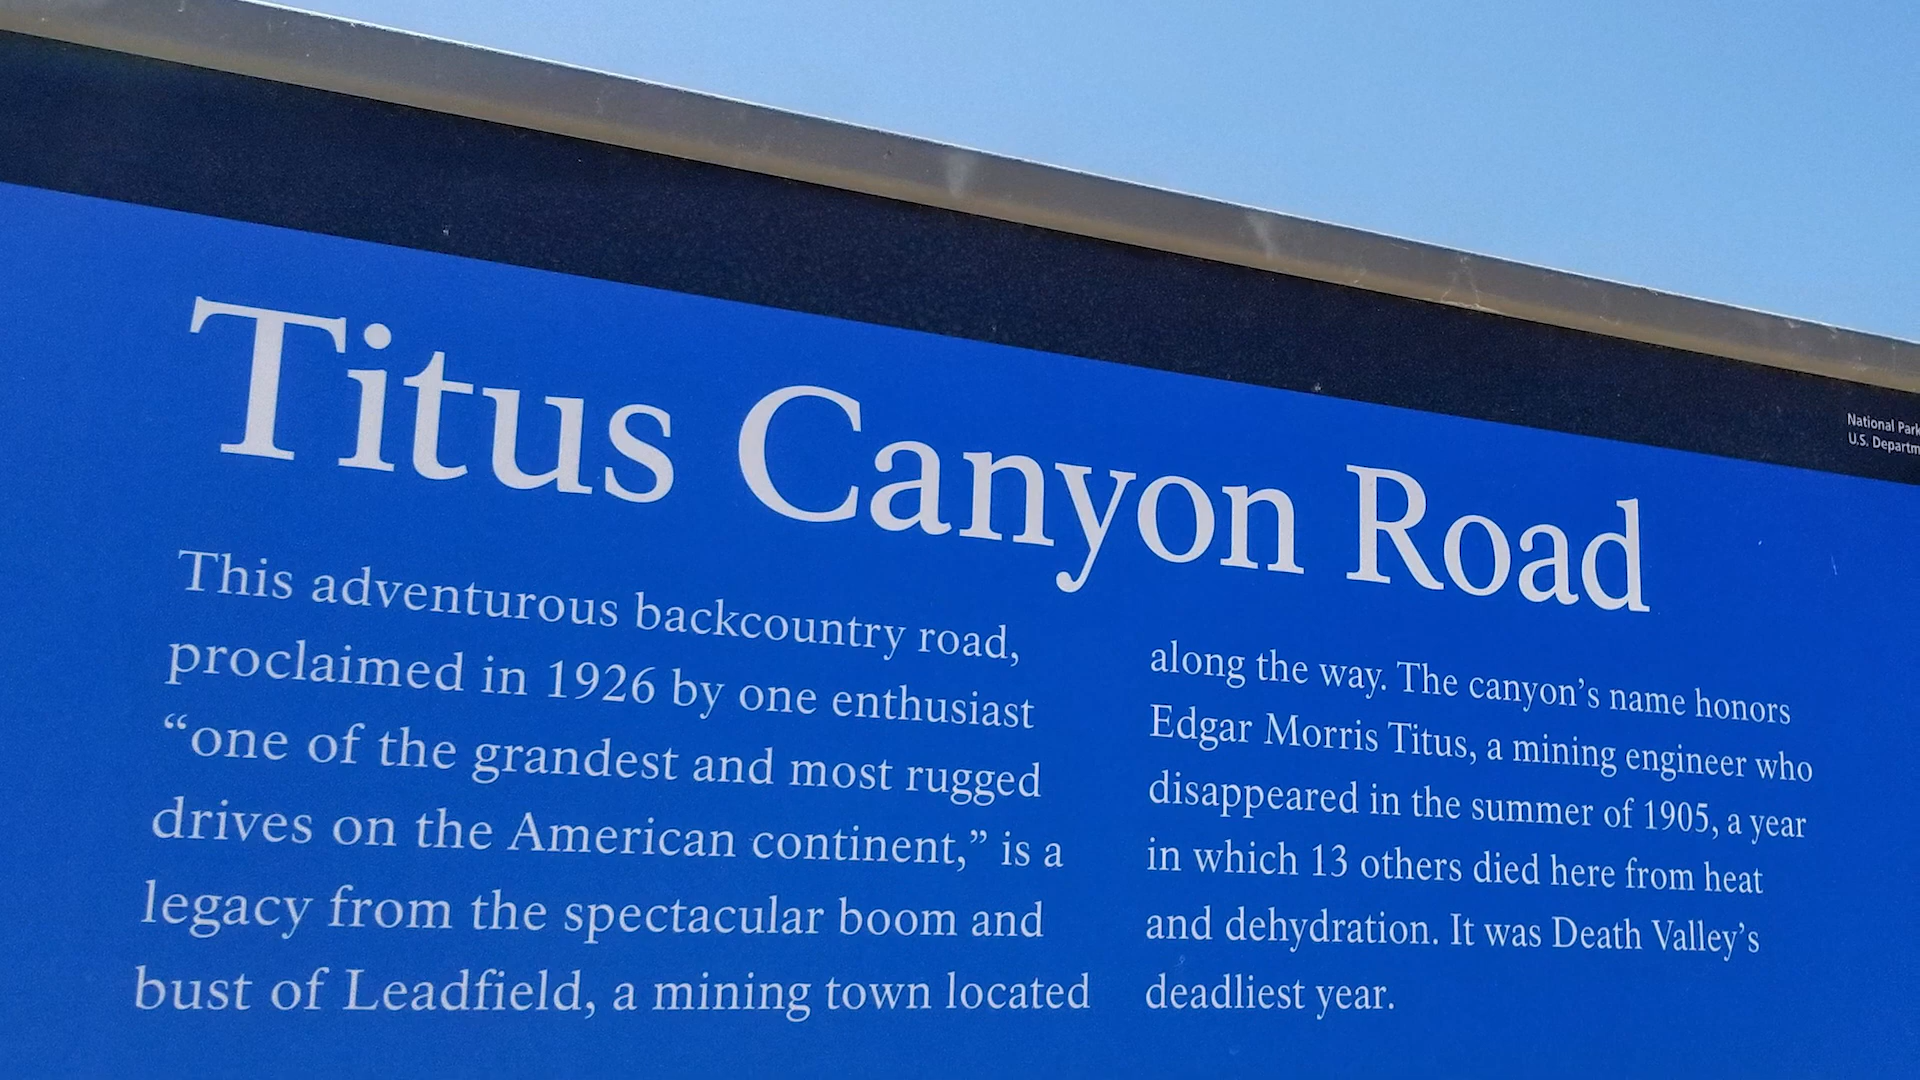 National Park
U.S. Departm
Titus Canyon Road
This adventurous backcountry road,
proclaimed in 1926 by one enthusiast
“one of the grandest and most rugged
drives on the American continent,” is a
legacy from the spectacular boom and
bust of Leadfield, a mining town located
along the way. The canyon’s name honors
Edgar Morris Titus, a mining engineer who
disappeared in the summer of 1905, a year
in which 13 others died here from heat
and dehydration. It was Death Valley’s
deadliest year.